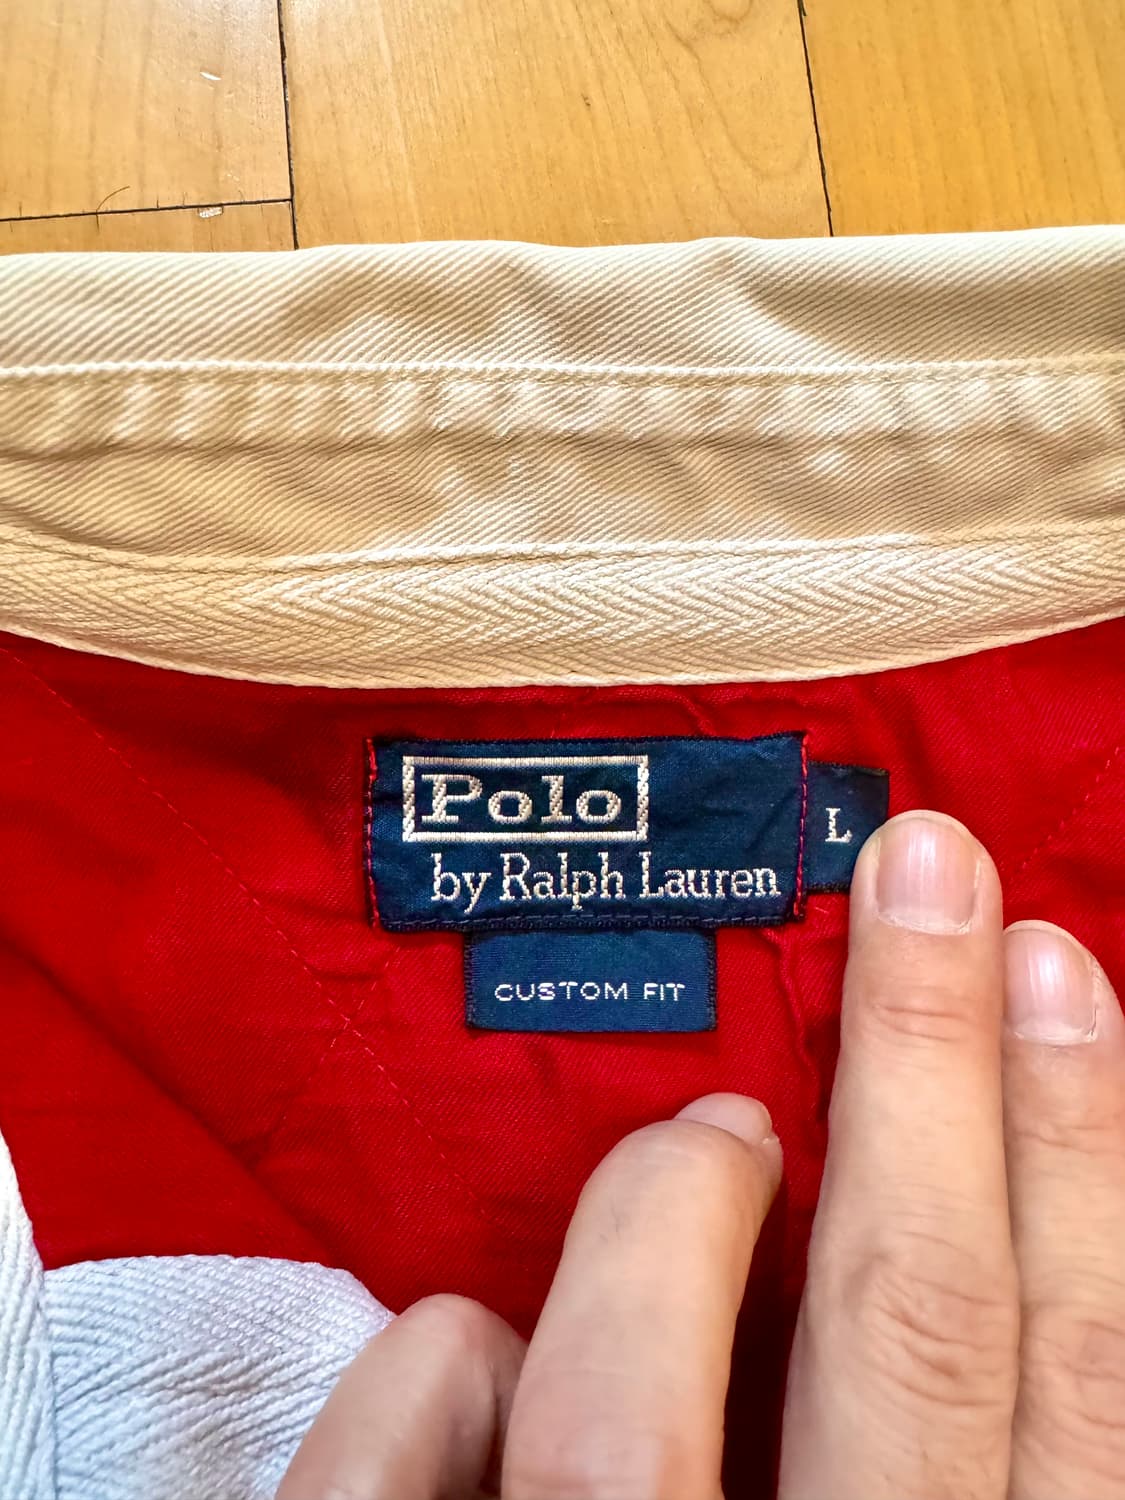 Polo
by Ralph Lauren
L
CUSTOM FIT